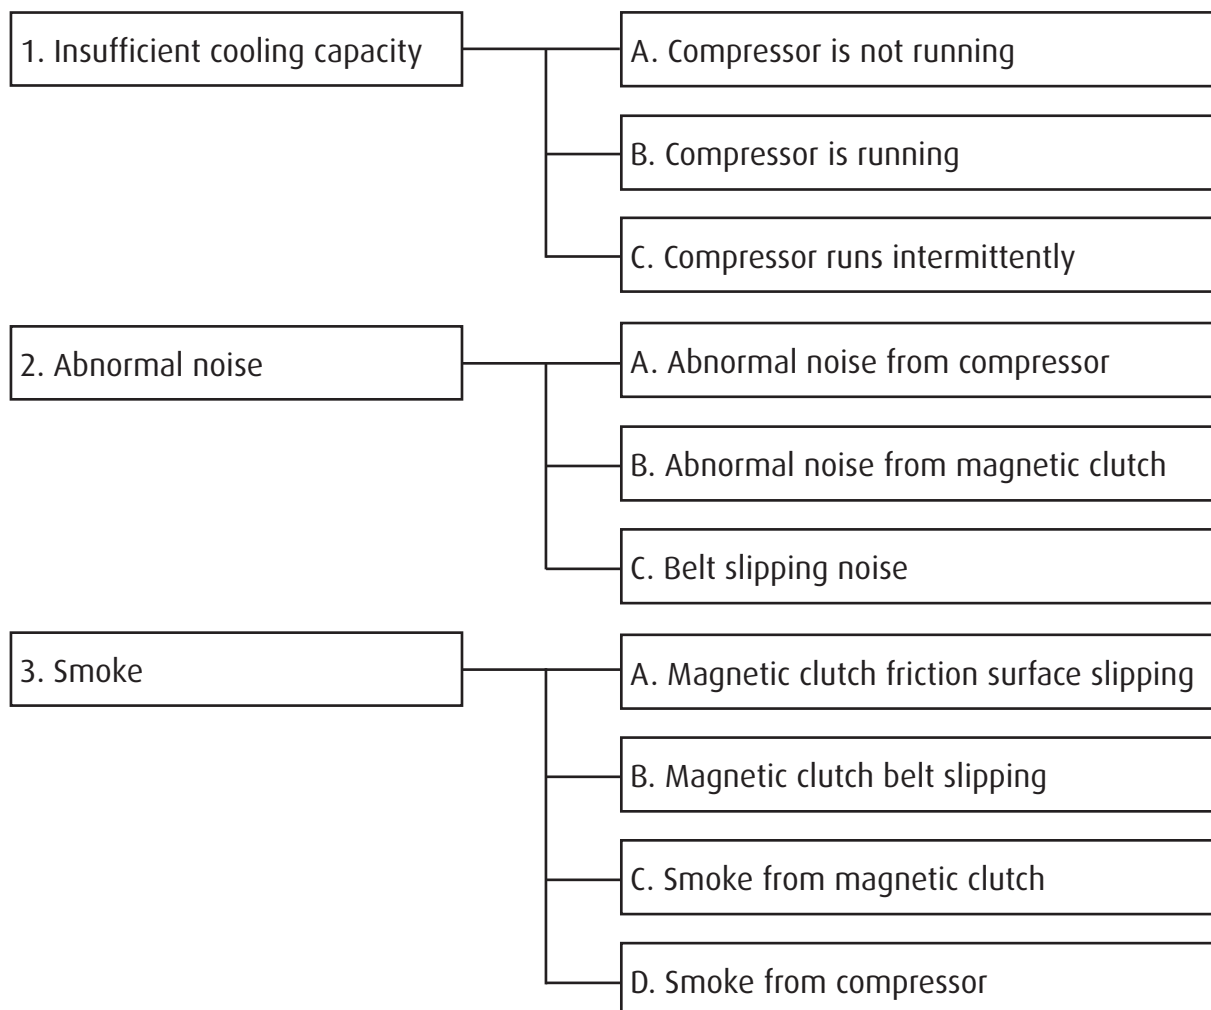 1. Insufficient cooling capacity
A. Compressor is not running
B. Compressor is running
C. Compressor runs intermittently
2. Abnormal noise
A. Abnormal noise from compressor
B. Abnormal noise from magnetic clutch
C. Belt slipping noise
3. Smoke
A. Magnetic clutch friction surface slipping
B. Magnetic clutch belt slipping
C. Smoke from magnetic clutch
D. Smoke from compressor